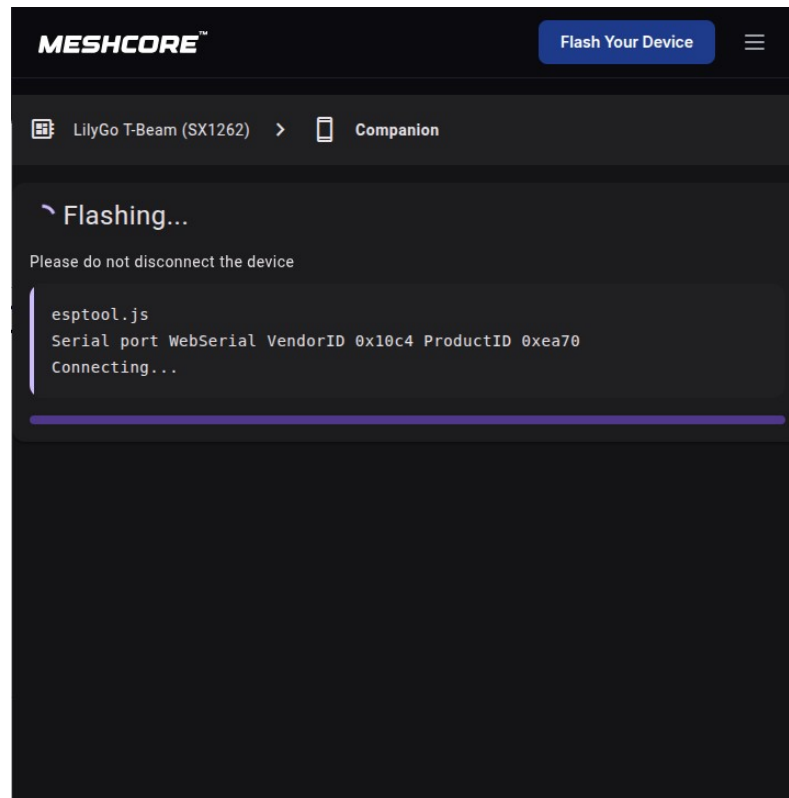 MESHCORE™
Flash Your Device
LilyGo T-Beam (SX1262)
Companion
Flashing...
Please do not disconnect the device
esptool.js
Serial port WebSerial VendorID 0x10c4 ProductID 0xea70
Connecting...